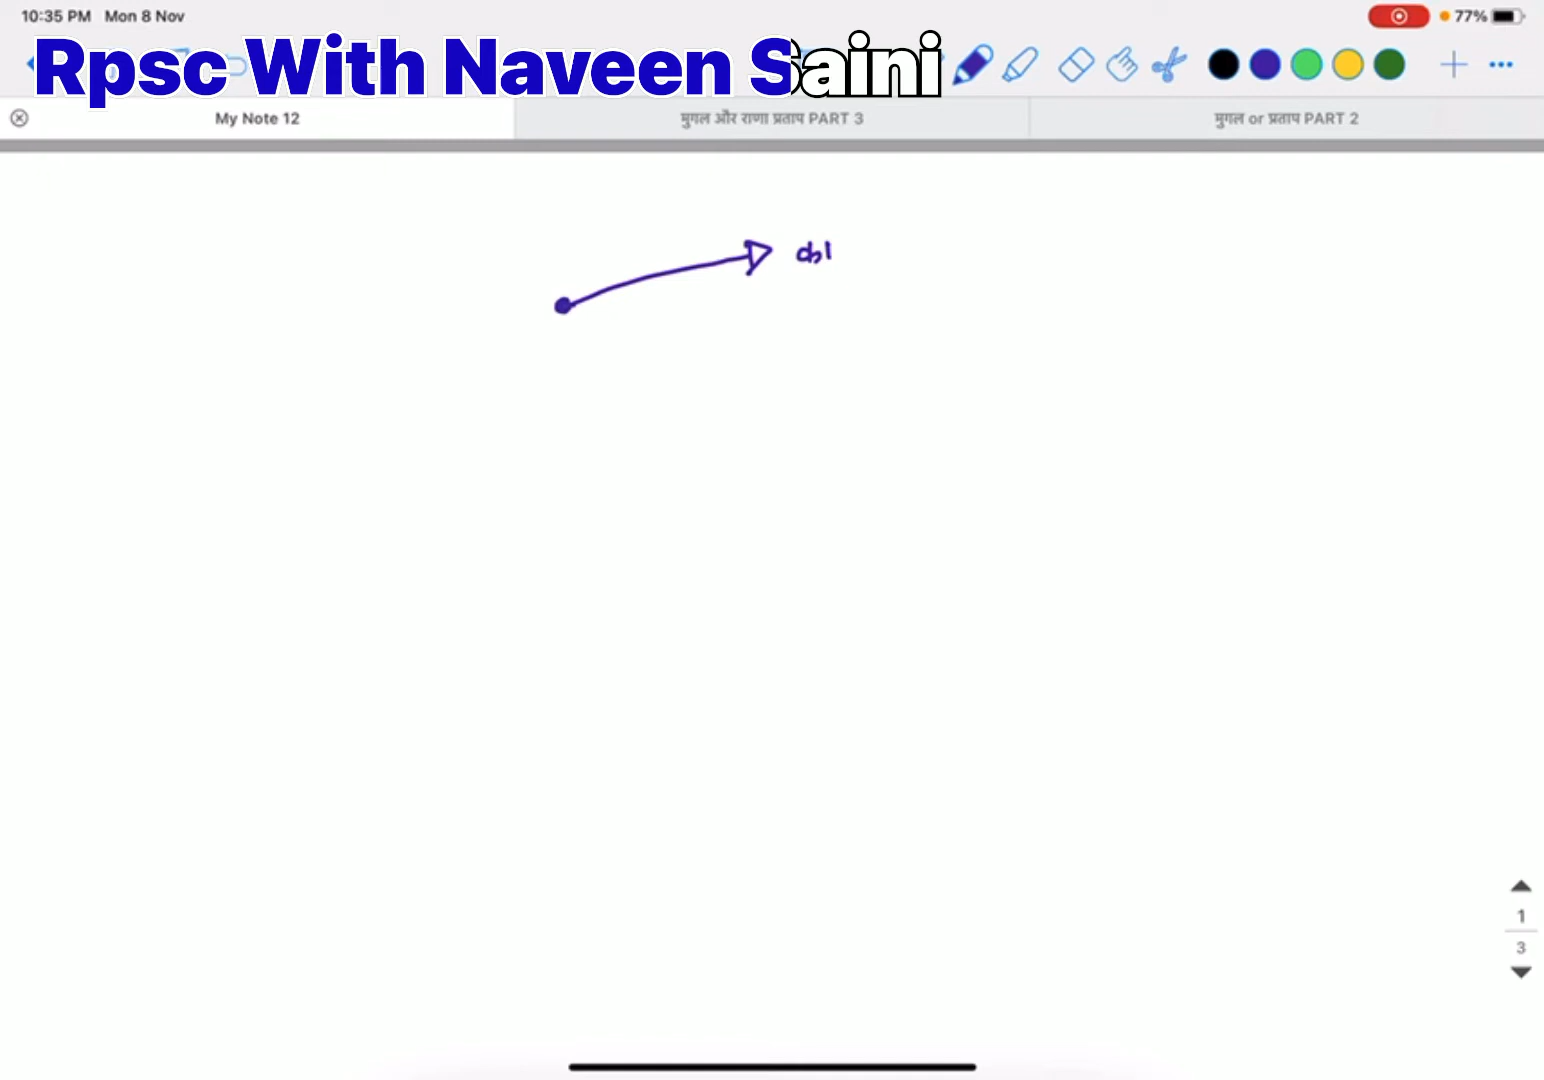 10:35 PM Mon 8 Nov
77%
Rpsc With Naveen Saini
My Note 12
मुगल और राणा प्रताप PART 3
मुगल or प्रताप PART 2
का
1
3